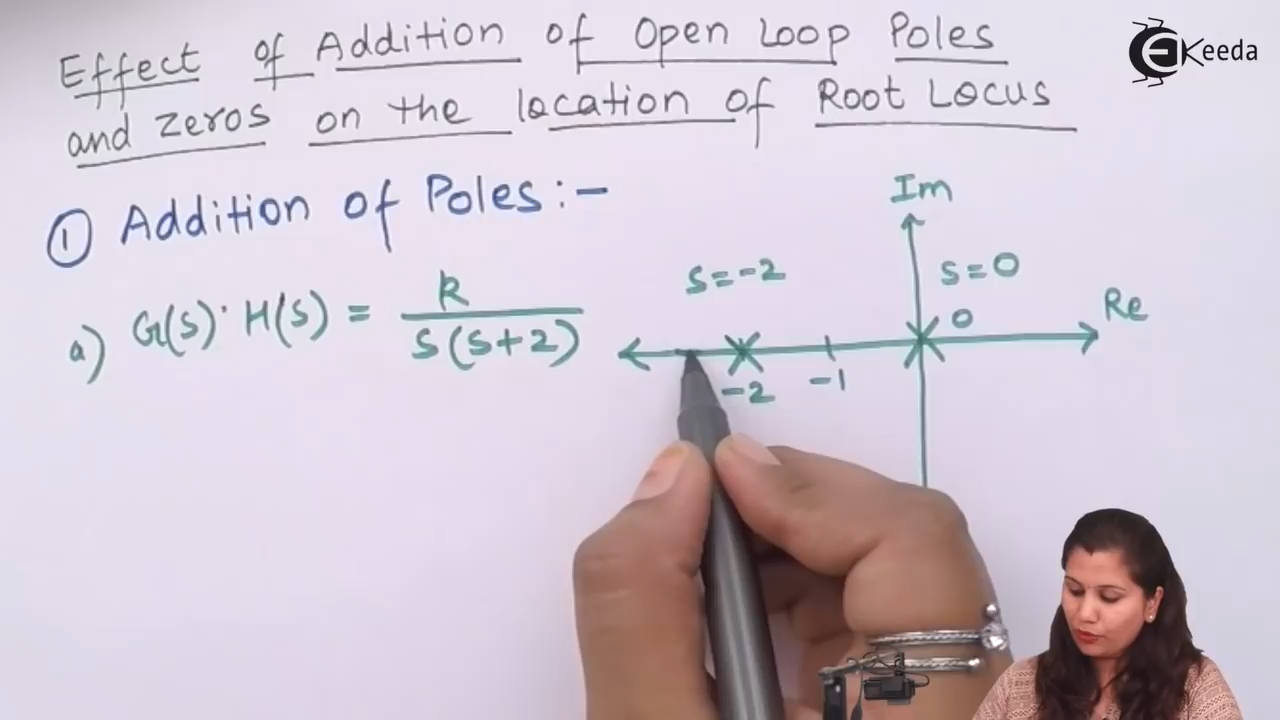 Effect of Addition of Open Loop Poles
and zeros on the location of Root Locus
① Addition of Poles:-
a) G(s)·H(s) = k / s(s+2)
Im
s=-2
s=0
Re
0
-2
-1
EKeeda